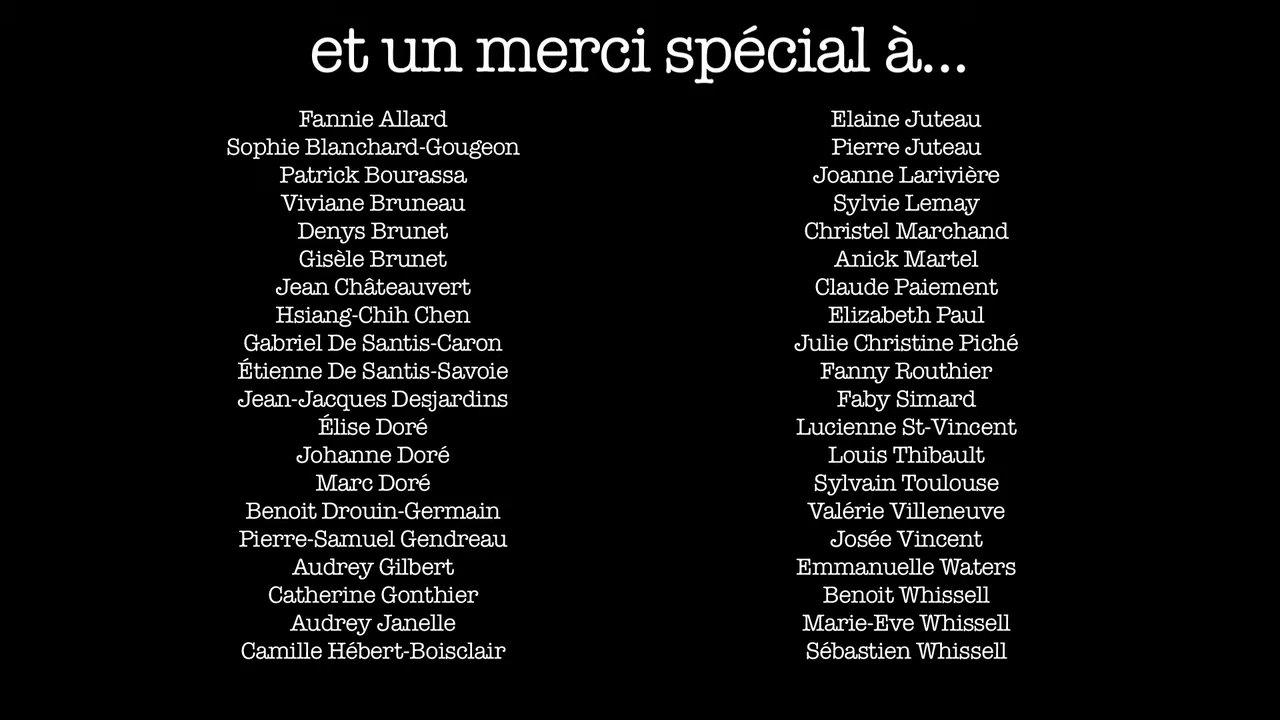 et un merci spécial à...
Fannie Allard
Sophie Blanchard-Gougeon
Patrick Bourassa
Viviane Bruneau
Denys Brunet
Gisèle Brunet
Jean Châteauvert
Hsiang-Chih Chen
Gabriel De Santis-Caron
Étienne De Santis-Savoie
Jean-Jacques Desjardins
Élise Doré
Johanne Doré
Marc Doré
Benoit Drouin-Germain
Pierre-Samuel Gendreau
Audrey Gilbert
Catherine Gonthier
Audrey Janelle
Camille Hébert-Boisclair
Elaine Juteau
Pierre Juteau
Joanne Larivière
Sylvie Lemay
Christel Marchand
Anick Martel
Claude Paiement
Elizabeth Paul
Julie Christine Piché
Fanny Routhier
Faby Simard
Lucienne St-Vincent
Louis Thibault
Sylvain Toulouse
Valérie Villeneuve
Josée Vincent
Emmanuelle Waters
Benoit Whissell
Marie-Eve Whissell
Sébastien Whissell